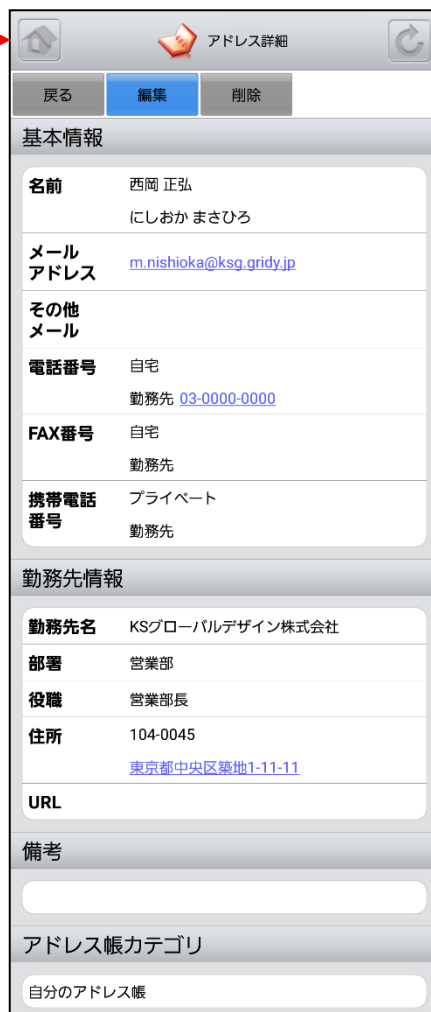 アドレス詳細
戻る 編集 削除
基本情報
名前 西岡 正弘
にしおか まさひろ
メール
アドレス m.nishioka@ksg.gridy.jp
その他
メール
電話番号 自宅
勤務先 03-0000-0000
FAX番号 自宅
勤務先
携帯電話
番号 プライベート
勤務先
勤務先情報
勤務先名 KSグローバルデザイン株式会社
部署 営業部
役職 営業部長
住所 104-0045
東京都中央区築地1-11-11
URL
備考
アドレス帳カテゴリ
自分のアドレス帳